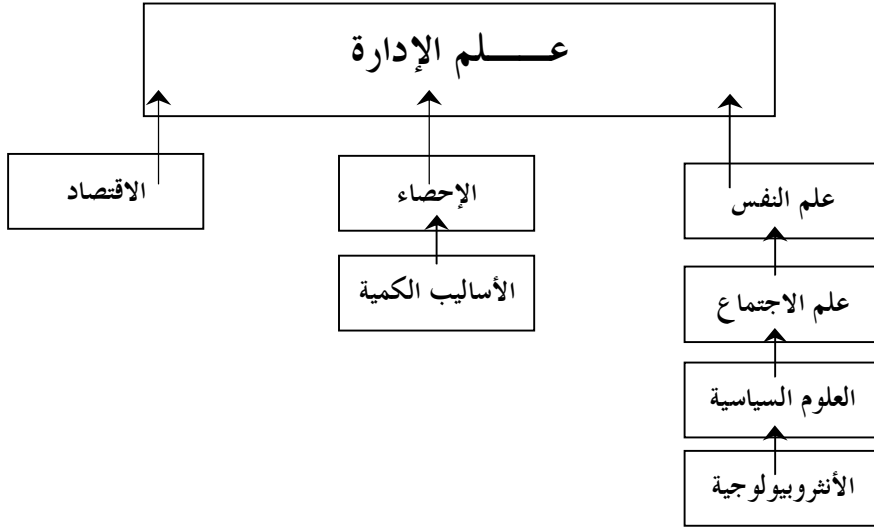 عـــــلم الإدارة
علم النفس
الإحصاء
الاقتصاد
علم الاجتماع
الأساليب الكمية
العلوم السياسية
الأنثروبيولوجية